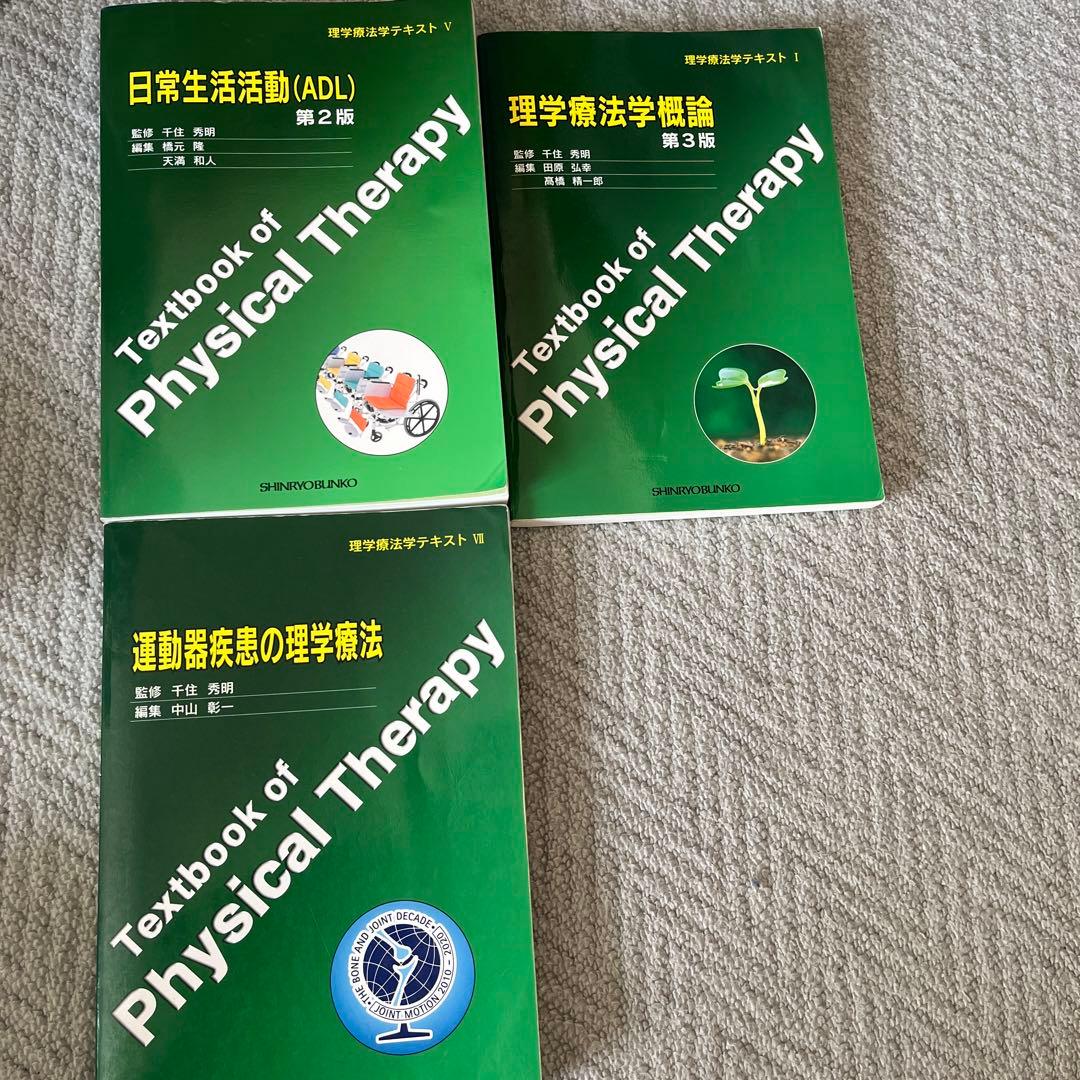 理学療法学テキスト Ⅴ
日常生活活動(ADL)
第2版
監修 千住 秀明
編集 橋元 隆
天満 和人
Textbook of
Physical Therapy
SHINRYOBUNKO
理学療法学テキスト Ⅰ
理学療法学概論
第3版
監修 千住 秀明
編集 田原 弘幸
髙橋 精一郎
Textbook of
Physical Therapy
SHINRYOBUNKO
理学療法学テキスト Ⅶ
運動器疾患の理学療法
監修 千住 秀明
編集 中山 彰一
Textbook of
Physical Therapy
・THE BONE AND JOINT DECADE・
[JOINT MOTION 2010 – 2020]